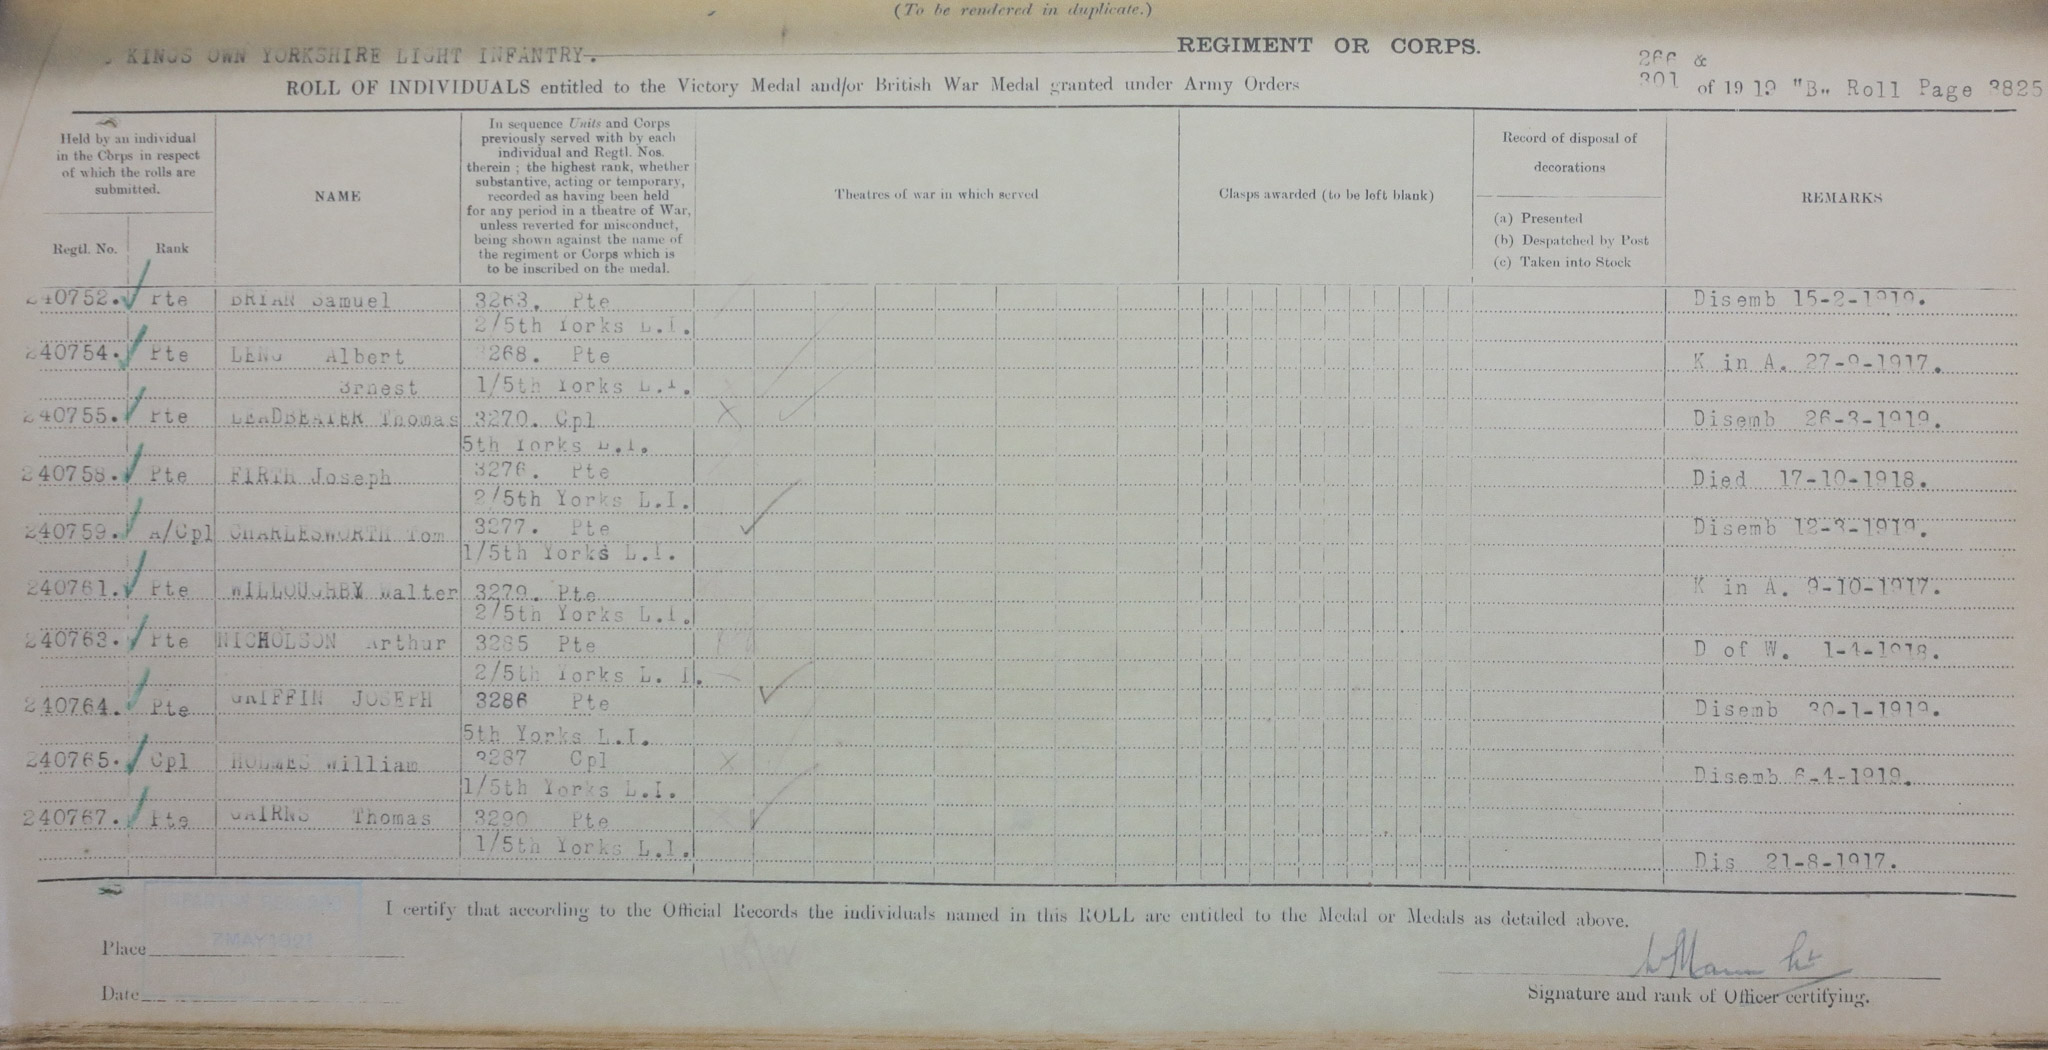 (To be rendered in duplicate.)
KINGS OWN YORKSHIRE LIGHT INFANTRY. REGIMENT OR CORPS.
ROLL OF INDIVIDUALS entitled to the Victory Medal and/or British War Medal granted under Army Orders 266 & 301 of 1919 "B" Roll Page 3825
Held by an individual in the Corps in respect of which the rolls are submitted.
Regtl. No. Rank
NAME
In sequence Units and Corps
previously served with by each
individual and Regtl. Nos.
therein ; the highest rank, whether
substantive, acting or temporary,
recorded as having been held
for any period in a theatre of War,
unless reverted for misconduct,
being shown against the name of
the regiment or Corps which is
to be inscribed on the medal.
Theatres of war in which served
Clasps awarded (to be left blank)
Record of disposal of
decorations
(a) Presented
(b) Despatched by Post
(c) Taken into Stock
REMARKS
240752. Pte BRIAN Samuel 3263. Pte Disemb 15-2-1919.
2/5th Yorks L.I.
240754. Pte LENG Albert 3268. Pte K in A. 27-9-1917.
Ernest 1/5th Yorks L.I.
240755. Pte LEADBEATER Thomas 3270. Cpl Disemb 26-3-1919.
5th Yorks L.I.
240758. Pte FIRTH Joseph 3276. Pte Died 17-10-1918.
2/5th Yorks L.I.
240759. A/Cpl CHARLESWORTH Tom 3277. Pte Disemb 12-3-1919.
1/5th Yorks L.I.
240761. Pte WILLOUGHBY Walter 3279. Pte K in A. 9-10-1917.
2/5th Yorks L.I.
240763. Pte NICHOLSON Arthur 3285 Pte D of W. 1-4-1918.
2/5th Yorks L. I.
240764. Pte GRIFFIN JOSEPH 3286 Pte Disemb 30-1-1919.
5th Yorks L.I.
240765. Cpl HOLMES William 3287 Cpl Disemb 6-4-1919.
1/5th Yorks L.I.
240767. Pte CAIRNS Thomas 3290 Pte
1/5th Yorks L.I. Dis 21-8-1917.
I certify that according to the Official Records the individuals named in this ROLL are entitled to the Medal or Medals as detailed above.
Place
Date
Signature and rank of Officer certifying.